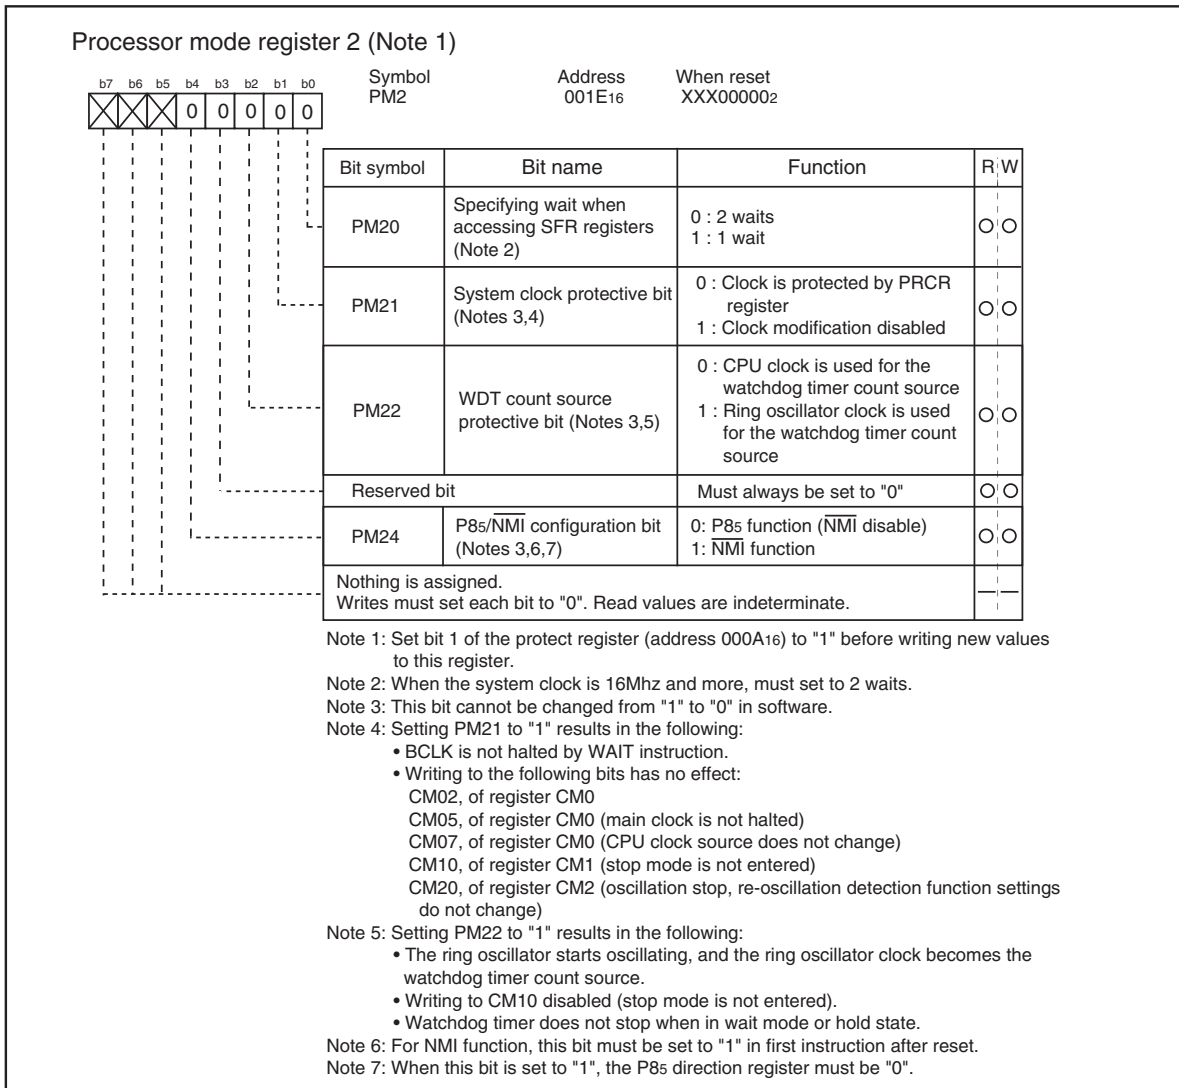 Processor mode register 2 (Note 1)
b7 b6 b5 b4 b3 b2 b1 b0
0 0 0 0 0
Symbol Address When reset
PM2 001E16 XXX000002
Bit symbol Bit name Function R W
PM20
Specifying wait when
accessing SFR registers
(Note 2)
0 : 2 waits
1 : 1 wait
PM21
System clock protective bit
(Notes 3,4)
0 : Clock is protected by PRCR
register
1 : Clock modification disabled
PM22
WDT count source
protective bit (Notes 3,5)
0 : CPU clock is used for the
watchdog timer count source
1 : Ring oscillator clock is used
for the watchdog timer count
source
Reserved bit Must always be set to "0"
PM24
P85/NMI configuration bit
(Notes 3,6,7)
0: P85 function (NMI disable)
1: NMI function
Nothing is assigned.
Writes must set each bit to "0". Read values are indeterminate.
Note 1: Set bit 1 of the protect register (address 000A16) to "1" before writing new values
to this register.
Note 2: When the system clock is 16Mhz and more, must set to 2 waits.
Note 3: This bit cannot be changed from "1" to "0" in software.
Note 4: Setting PM21 to "1" results in the following:
• BCLK is not halted by WAIT instruction.
• Writing to the following bits has no effect:
CM02, of register CM0
CM05, of register CM0 (main clock is not halted)
CM07, of register CM0 (CPU clock source does not change)
CM10, of register CM1 (stop mode is not entered)
CM20, of register CM2 (oscillation stop, re-oscillation detection function settings
do not change)
Note 5: Setting PM22 to "1" results in the following:
• The ring oscillator starts oscillating, and the ring oscillator clock becomes the
watchdog timer count source.
• Writing to CM10 disabled (stop mode is not entered).
• Watchdog timer does not stop when in wait mode or hold state.
Note 6: For NMI function, this bit must be set to "1" in first instruction after reset.
Note 7: When this bit is set to "1", the P85 direction register must be "0".